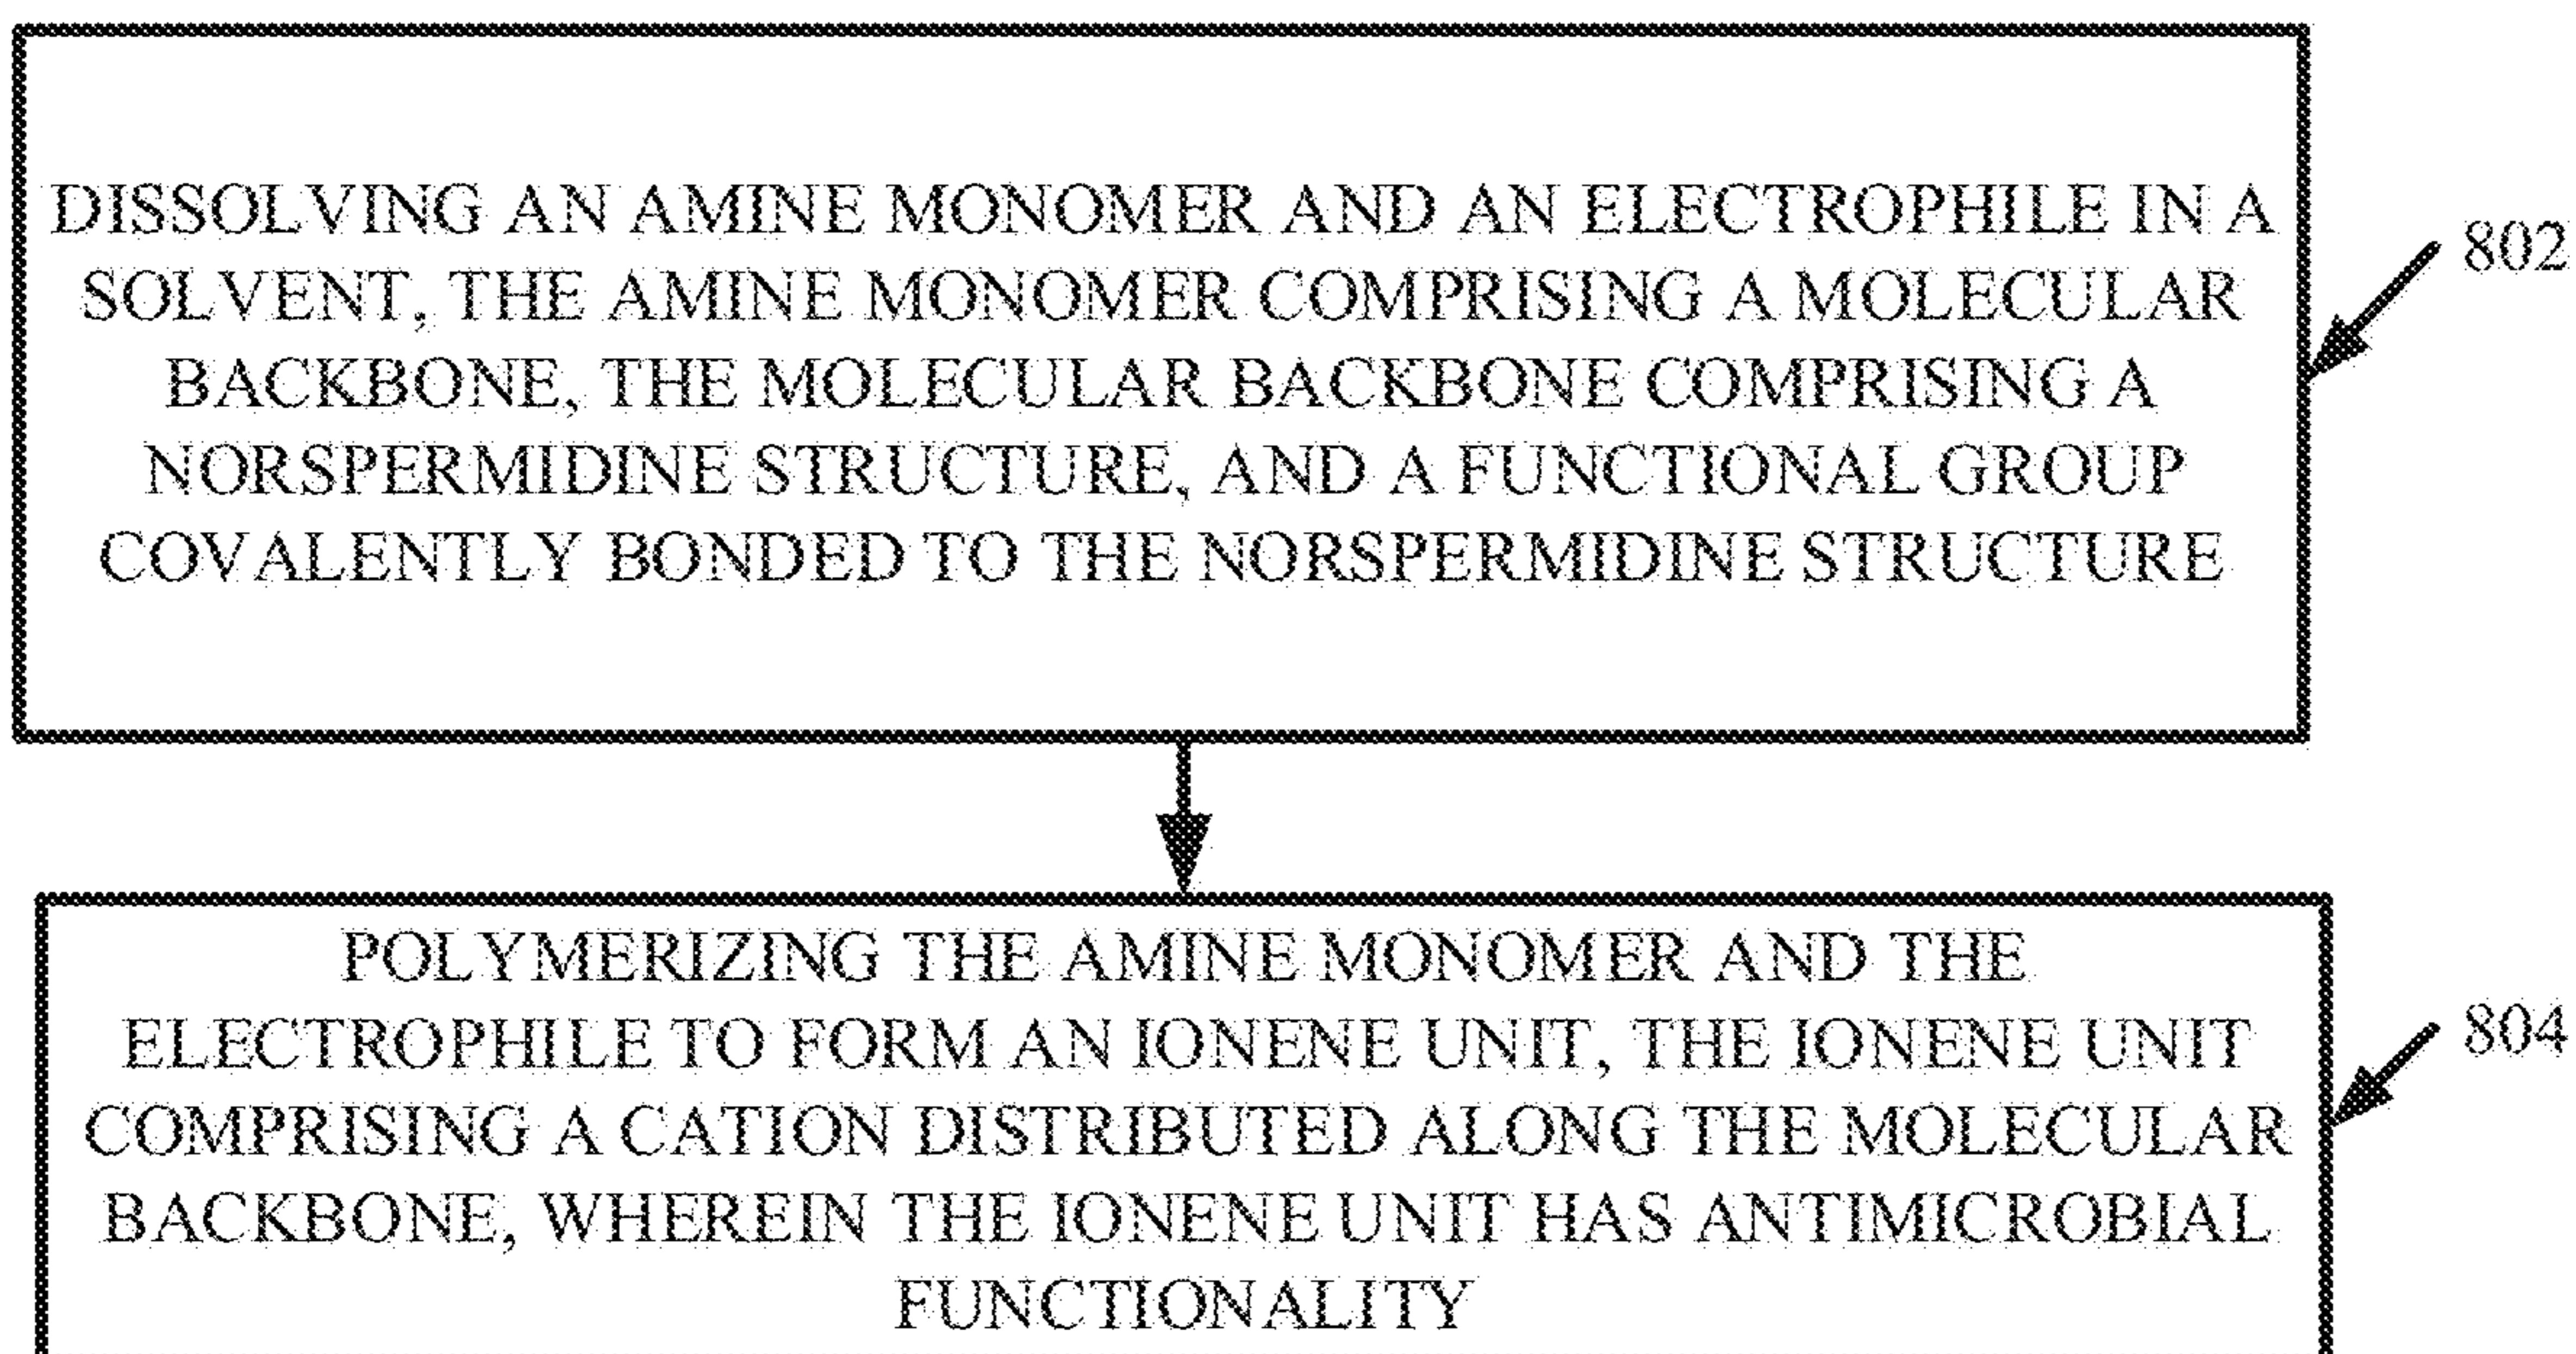 DISSOLVING AN AMINE MONOMER AND AN ELECTROPHILE IN A
SOLVENT, THE AMINE MONOMER COMPRISING A MOLECULAR
BACKBONE, THE MOLECULAR BACKBONE COMPRISING A
NORSPERMIDINE STRUCTURE, AND A FUNCTIONAL GROUP
COVALENTLY BONDED TO THE NORSPERMIDINE STRUCTURE
802
POLYMERIZING THE AMINE MONOMER AND THE
ELECTROPHILE TO FORM AN IONENE UNIT, THE IONENE UNIT
COMPRISING A CATION DISTRIBUTED ALONG THE MOLECULAR
BACKBONE, WHEREIN THE IONENE UNIT HAS ANTIMICROBIAL
FUNCTIONALITY
804